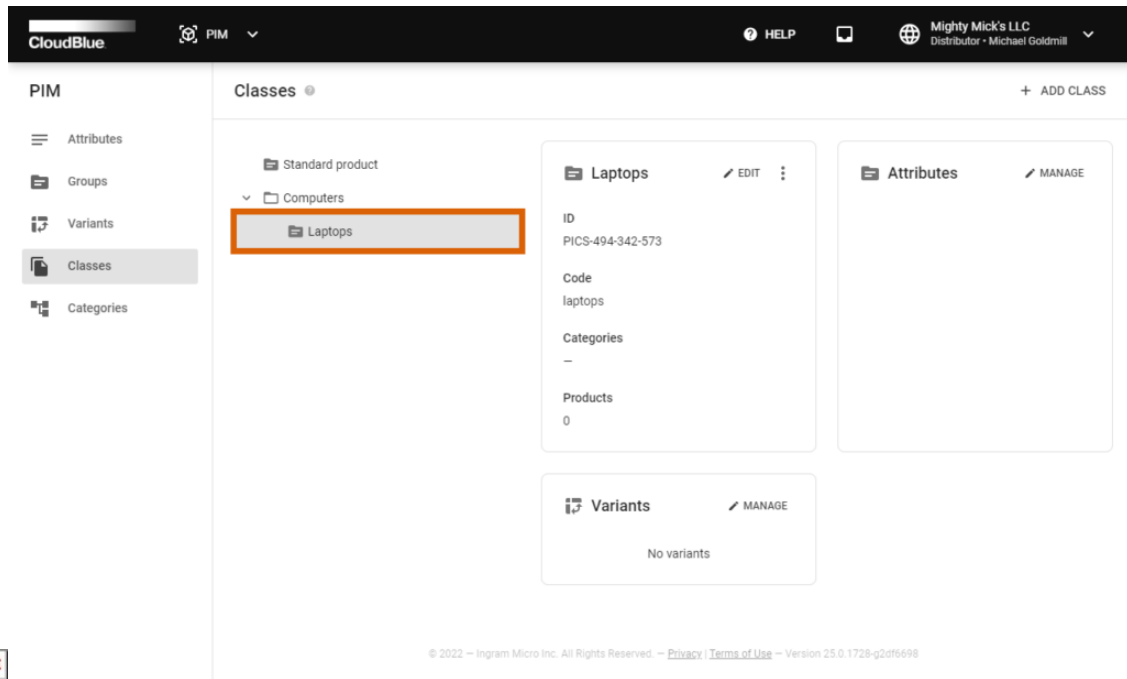 CloudBlue
PIM
HELP
Mighty Mick's LLC
Distributor • Michael Goldmill
PIM
Attributes
Groups
Variants
Classes
Categories
Classes
+ ADD CLASS
Standard product
Computers
Laptops
Laptops
EDIT
ID
PICS-494-342-573
Code
laptops
Categories
–
Products
0
Attributes
MANAGE
Variants
MANAGE
No variants
© 2022 – Ingram Micro Inc. All Rights Reserved. – Privacy | Terms of Use – Version 25.0.1728-g2df6698